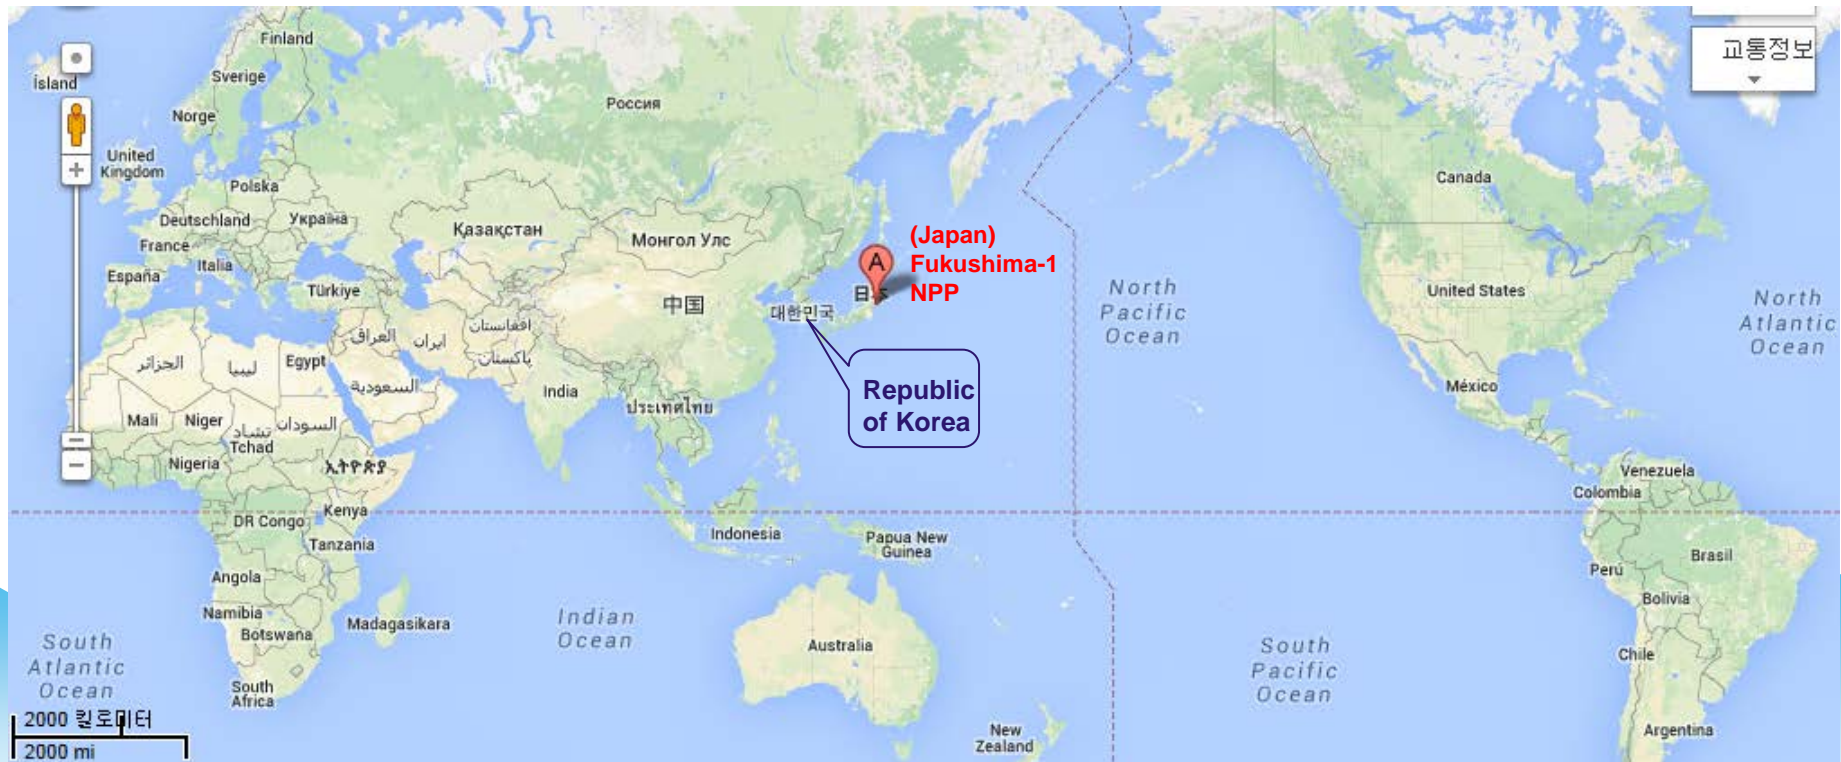 Finland
교통정보
Sverige
Ísland
Россия
Norge
United
Kingdom
Canada
Polska
Deutschland
Україна
Қазақстан
Монгол Улс
(Japan)
Fukushima-1
NPP
France
Italia
España
Türkiye
A
日本
中国
대한민국
North
Pacific
Ocean
United States
North
Atlantic
Ocean
افغانستان
العراق
ایران
پاکستان
الجزائر
ليبيا
Egypt
السعودية
India
ประเทศไทย
Republic
of Korea
México
Mali
Niger
تشاد
Tchad
السودان
Nigeria
ኢትዮጵያ
Venezuela
Colombia
DR Congo
Kenya
Tanzania
Indonesia
Papua New
Guinea
Brasil
Perú
Angola
Namibia
Botswana
Madagasikara
Indian
Ocean
Australia
Bolivia
South
Atlantic
Ocean
South
Africa
South
Pacific
Ocean
Chile
New
Zealand
Argentina
2000 킬로미터
2000 mi